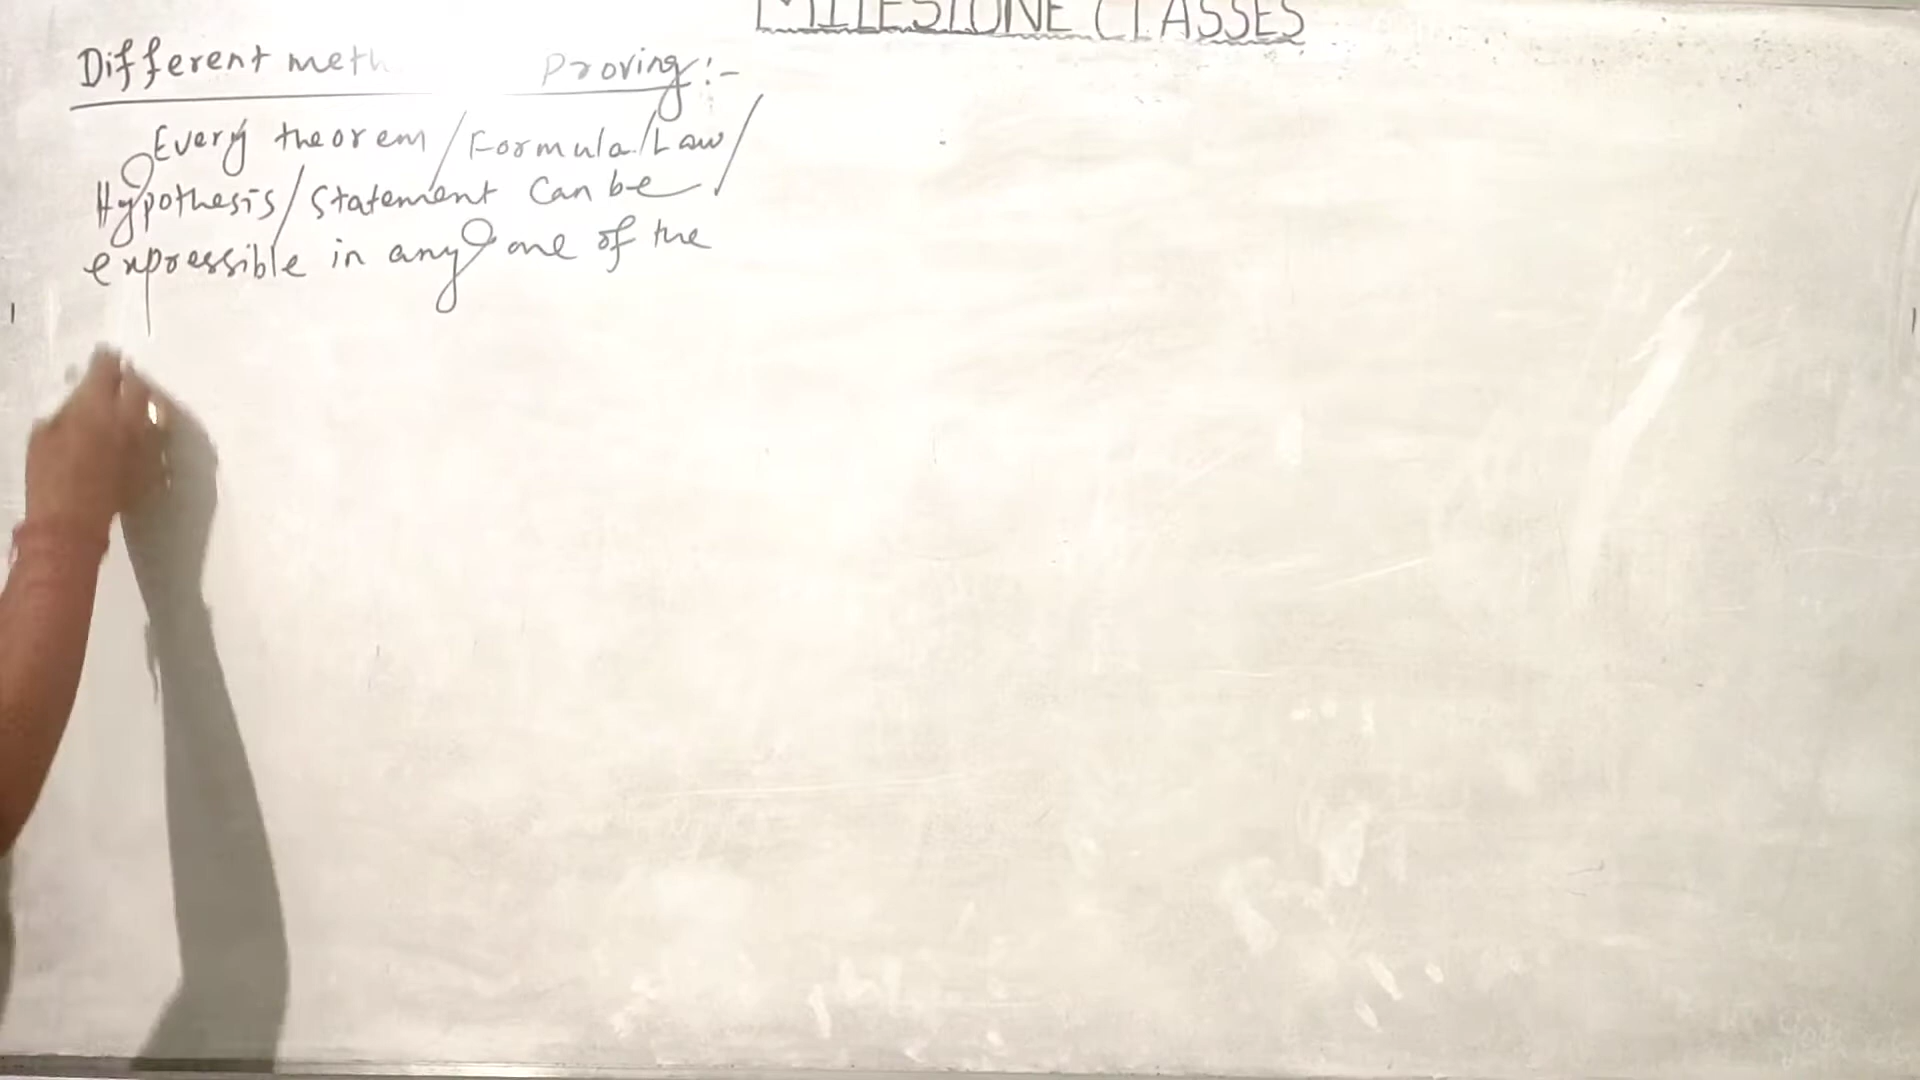 MILESTONE CLASSES
Different meth Proving:-
Every theorem/Formula/Law/
Hypothesis/Statement Can be
expressible in any one of the